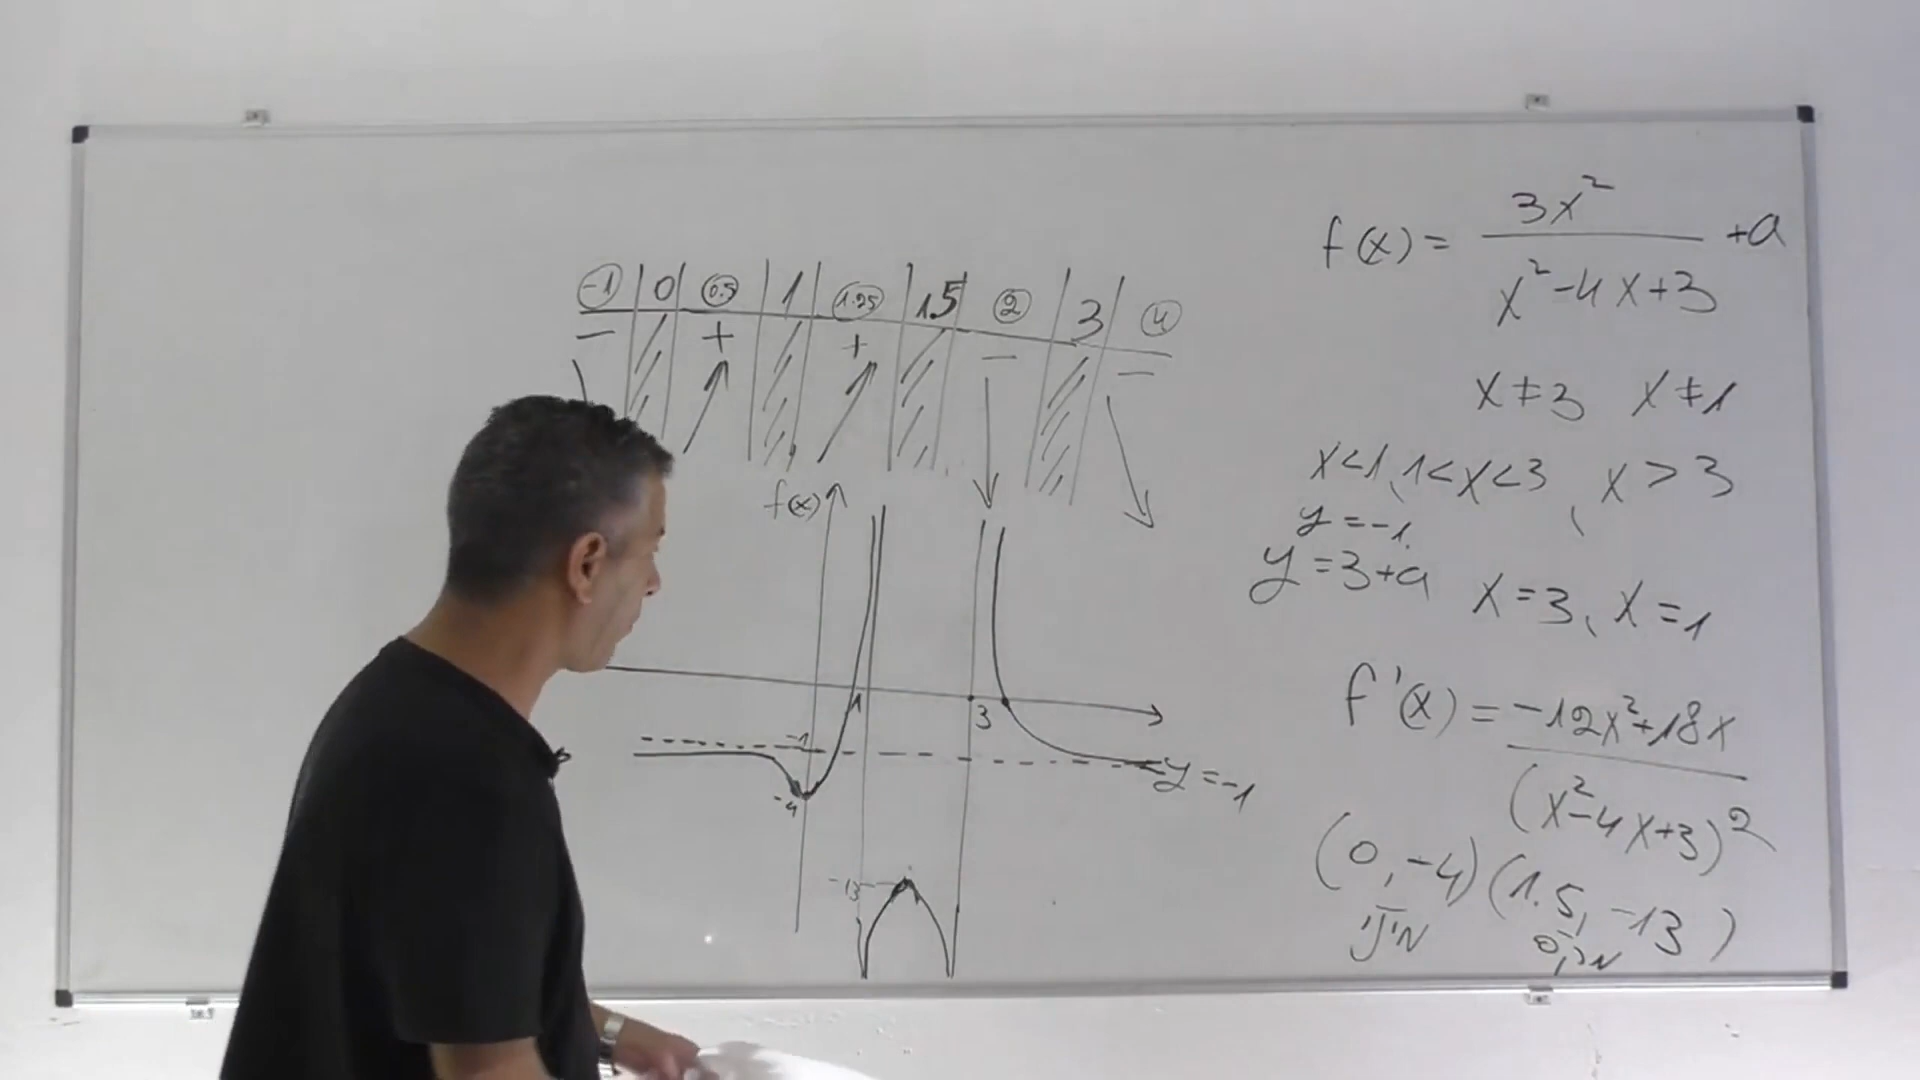 -1 | 0 | 0.5 | 1 | 1.25 | 1.5 | 2 | 3 | 4
− + + − −
f(x)
1
3
-1
y=-1
-4
-13
f(x) = 3x²/(x²-4x+3) +a
x≠3 x≠1
x<1, 1<x<3, x>3
y=-1
y=3+a x=3, x=1
f'(x) = (-12x²+18x)/(x²-4x+3)²
(0,-4) (1.5,-13)
מינ' מקס'